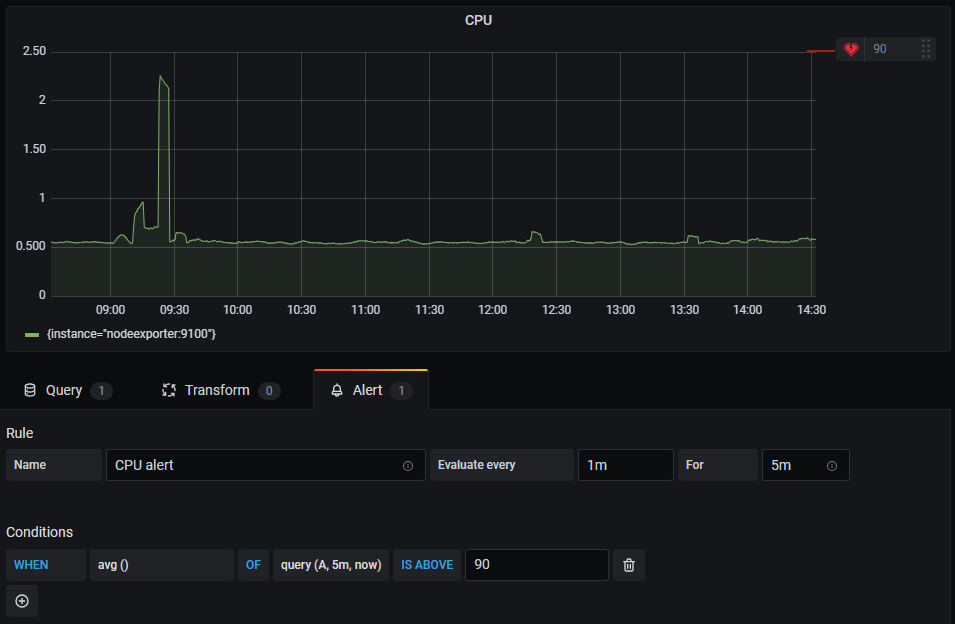 CPU
2.50
90
2
1.50
1
0.500
0
09:00 09:30 10:00 10:30 11:00 11:30 12:00 12:30 13:00 13:30 14:00 14:30
{instance="nodeexporter:9100"}
Query 1 Transform 0 Alert 1
Rule
Name CPU alert Evaluate every 1m For 5m
Conditions
WHEN avg () OF query (A, 5m, now) IS ABOVE 90